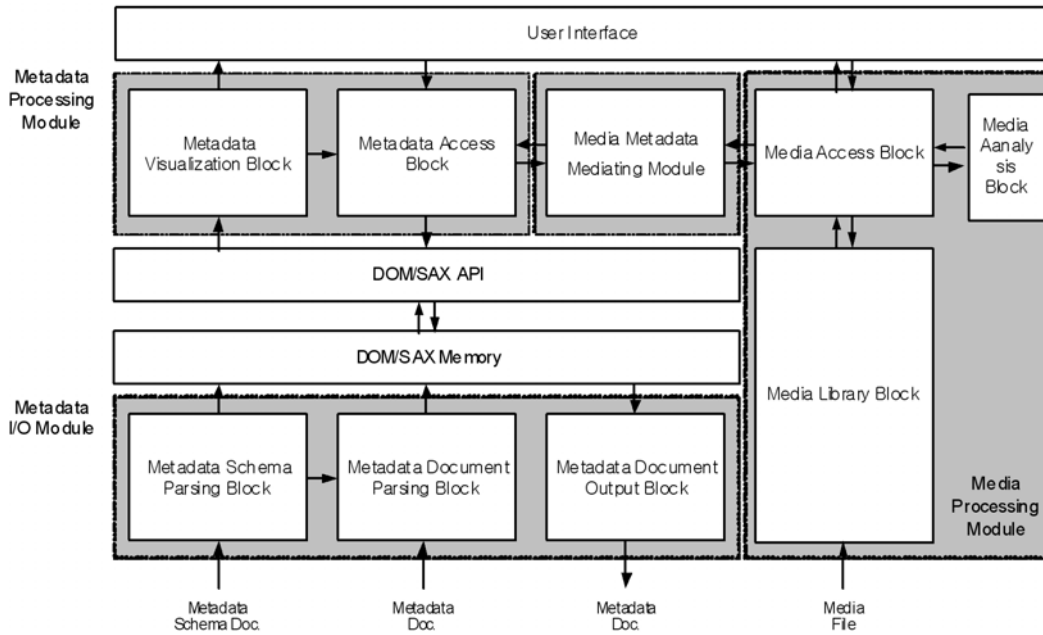 User Interface
Metadata
Processing
Module
Metadata
Visualization Block
Metadata Access
Block
Media Metadata
Mediating Module
Media Access Block
Media
Aanaly
sis
Block
DOM/SAX API
DOM/SAX Memory
Metadata
I/O Module
Metadata Schema
Parsing Block
Metadata Document
Parsing Block
Metadata Document
Output Block
Media Library Block
Media
Processing
Module
Metadata
Schema Doc.
Metadata
Doc.
Metadata
Doc.
Media
File